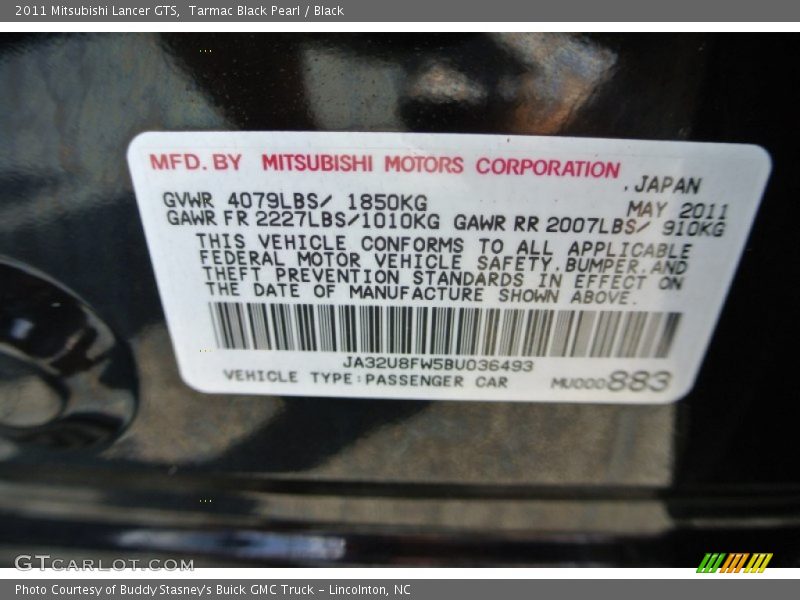 2011 Mitsubishi Lancer GTS,  Tarmac Black Pearl / Black
MFD. BY MITSUBISHI MOTORS CORPORATION
, JAPAN
GVWR 4079LBS/ 1850KG MAY 2011
GAWR FR 2227LBS/1010KG GAWR RR 2007LBS/ 910KG
THIS VEHICLE CONFORMS TO ALL APPLICABLE
FEDERAL MOTOR VEHICLE SAFETY, BUMPER, AND
THEFT PREVENTION STANDARDS IN EFFECT ON
THE DATE OF MANUFACTURE SHOWN ABOVE.
JA32U8FW5BU036493
VEHICLE TYPE: PASSENGER CAR MU000883
GTCARLOT.COM
Photo Courtesy of Buddy Stasney's Buick GMC Truck - Lincolnton, NC